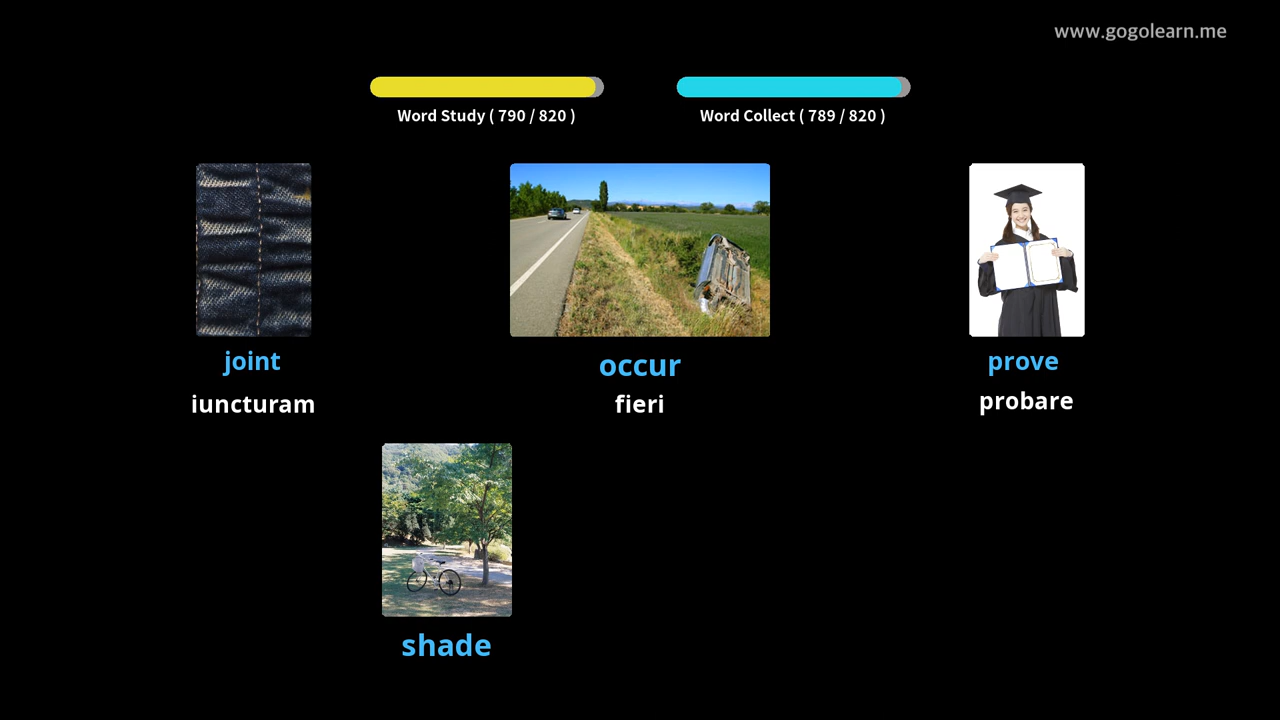 www.gogolearn.me
Word Study ( 790 / 820 )
Word Collect ( 789 / 820 )
joint
occur
prove
iuncturam
fieri
probare
shade